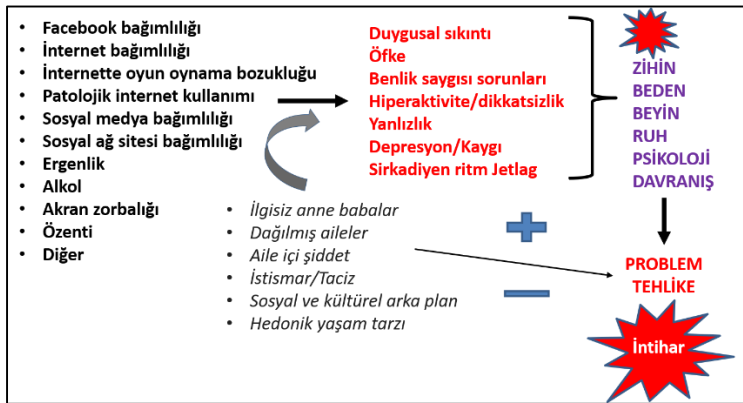 Facebook bağımlılığı
İnternet bağımlılığı
İnternette oyun oynama bozukluğu
Patolojik internet kullanımı
Sosyal medya bağımlılığı
Sosyal ağ sitesi bağımlılığı
Ergenlik
Alkol
Akran zorbalığı
Özenti
Diğer
Duygusal sıkıntı
Öfke
Benlik saygısı sorunları
Hiperaktivite/dikkatsizlik
Yanlızlık
Depresyon/Kaygı
Sirkadiyen ritm Jetlag
ZİHİN
BEDEN
BEYİN
RUH
PSİKOLOJİ
DAVRANIŞ
İlgisiz anne babalar
Dağılmış aileler
Aile içi şiddet
İstismar/Taciz
Sosyal ve kültürel arka plan
Hedonik yaşam tarzı
PROBLEM
TEHLİKE
İntihar